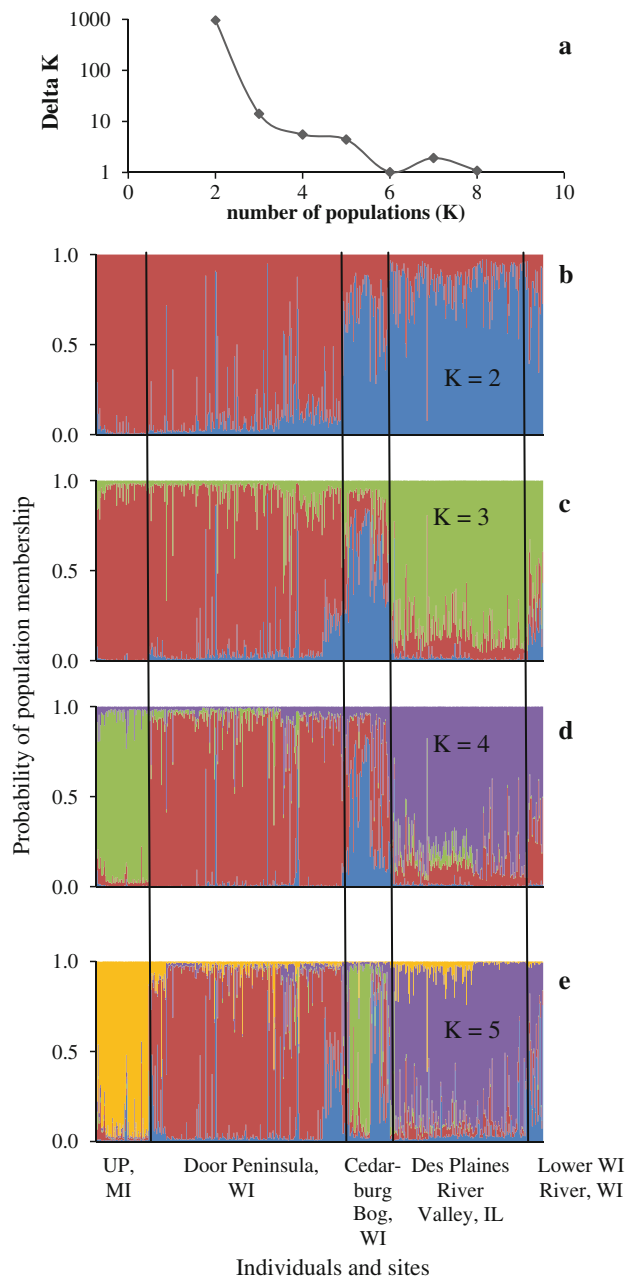 a
Delta K
1000
100
10
1
0
2
4
6
8
10
number of populations (K)
Probability of population membership
b
1.0
0.5
0.0
K = 2
c
1.0
0.5
0.0
K = 3
d
1.0
0.5
0.0
K = 4
e
1.0
0.5
0.0
K = 5
UP,
MI
Door Peninsula,
WI
Cedar-
burg
Bog,
WI
Des Plaines
River
Valley, IL
Lower WI
River, WI
Individuals and sites